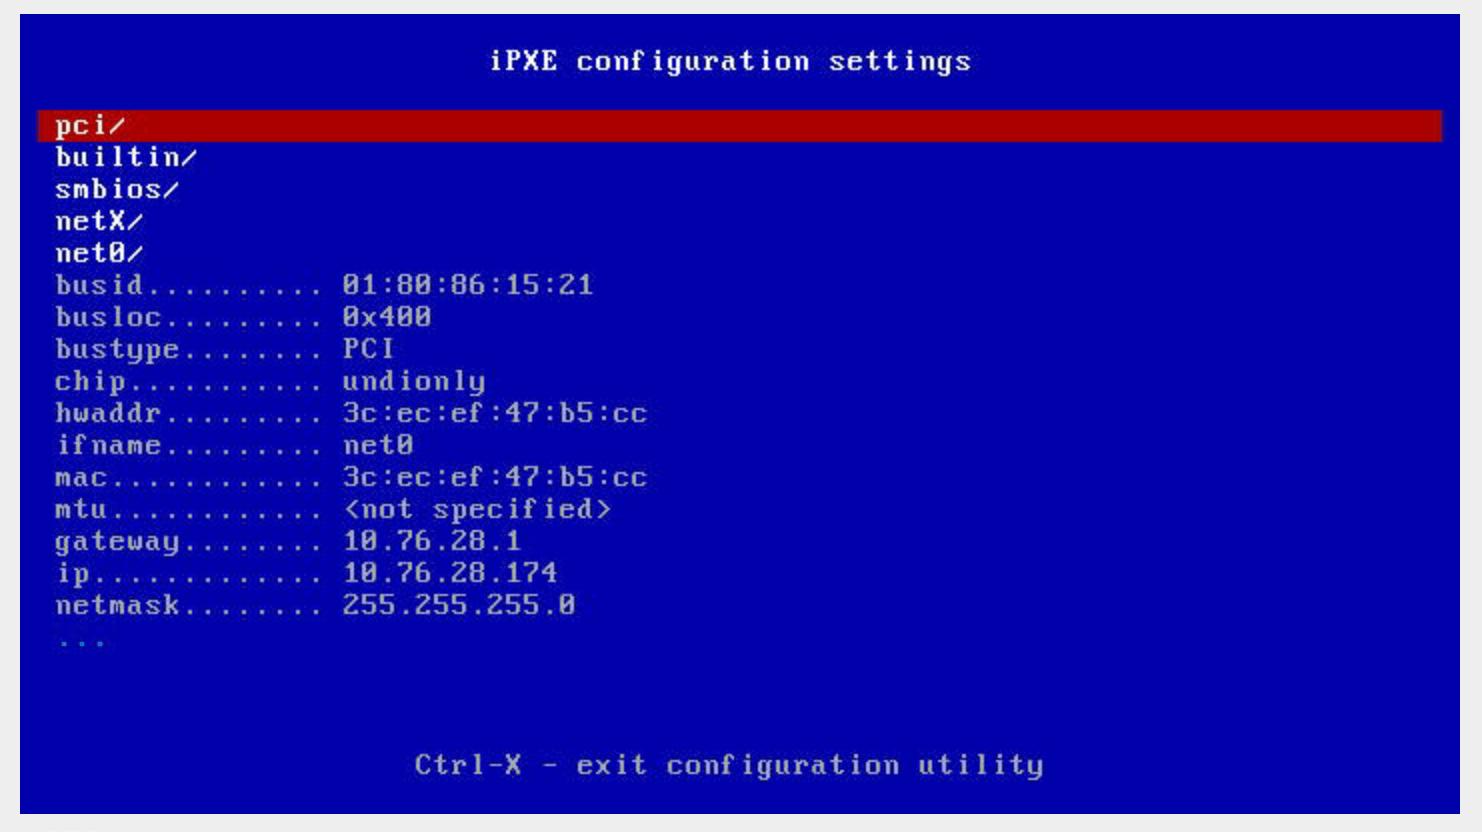 iPXE configuration settings
pci/
builtin/
smbios/
netX/
net0/
busid.......... 01:80:86:15:21
busloc......... 0x400
bustype........ PCI
chip........... undionly
hwaddr......... 3c:ec:ef:47:b5:cc
ifname......... net0
mac............ 3c:ec:ef:47:b5:cc
mtu............ <not specified>
gateway........ 10.76.28.1
ip............. 10.76.28.174
netmask........ 255.255.255.0
...
Ctrl-X - exit configuration utility